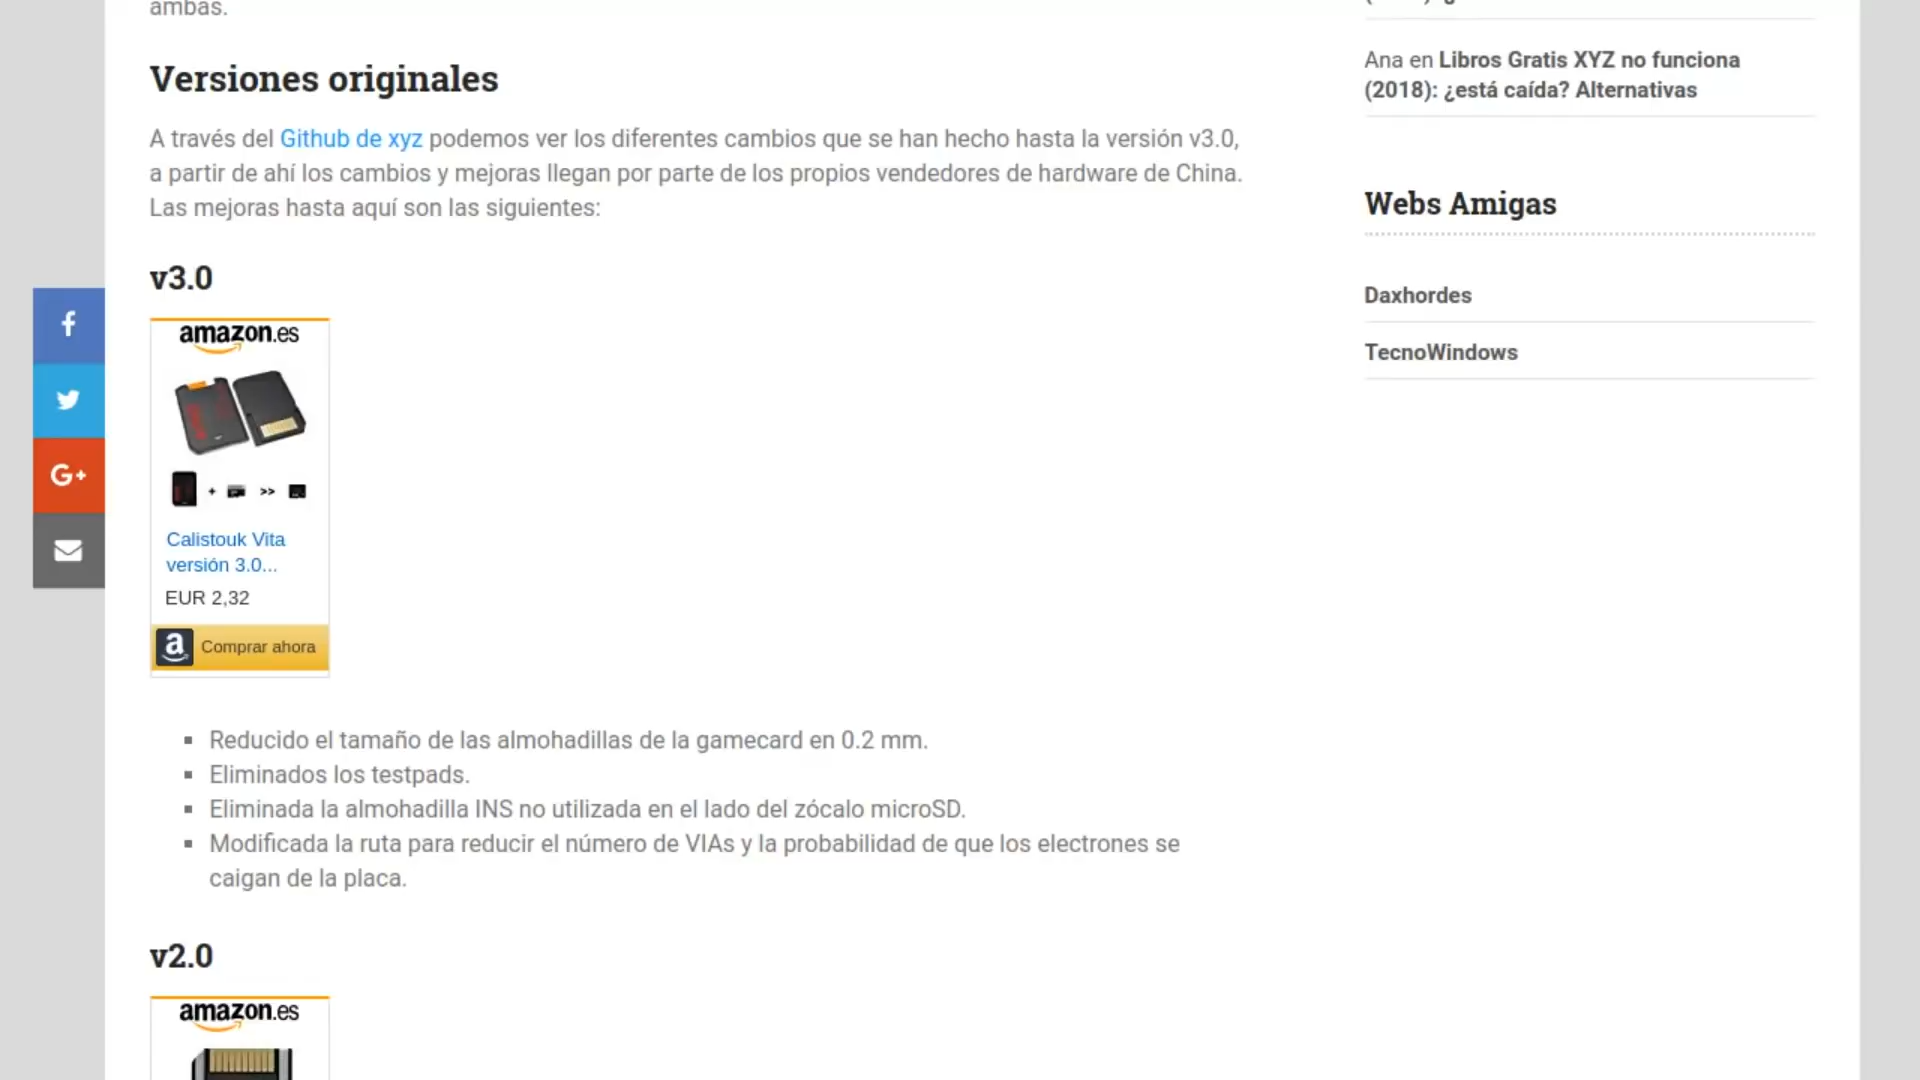 ambas.
Versiones originales
A través del Github de xyz podemos ver los diferentes cambios que se han hecho hasta la versión v3.0,
a partir de ahí los cambios y mejoras llegan por parte de los propios vendedores de hardware de China.
Las mejoras hasta aquí son las siguientes:
v3.0
amazon.es
+ >>
Calistouk Vita
versión 3.0...
EUR 2,32
a Comprar ahora
▪ Reducido el tamaño de las almohadillas de la gamecard en 0.2 mm.
▪ Eliminados los testpads.
▪ Eliminada la almohadilla INS no utilizada en el lado del zócalo microSD.
▪ Modificada la ruta para reducir el número de VIAs y la probabilidad de que los electrones se
caigan de la placa.
v2.0
amazon.es
Ana en Libros Gratis XYZ no funciona
(2018): ¿está caída? Alternativas
Webs Amigas
Daxhordes
TecnoWindows
f
G+